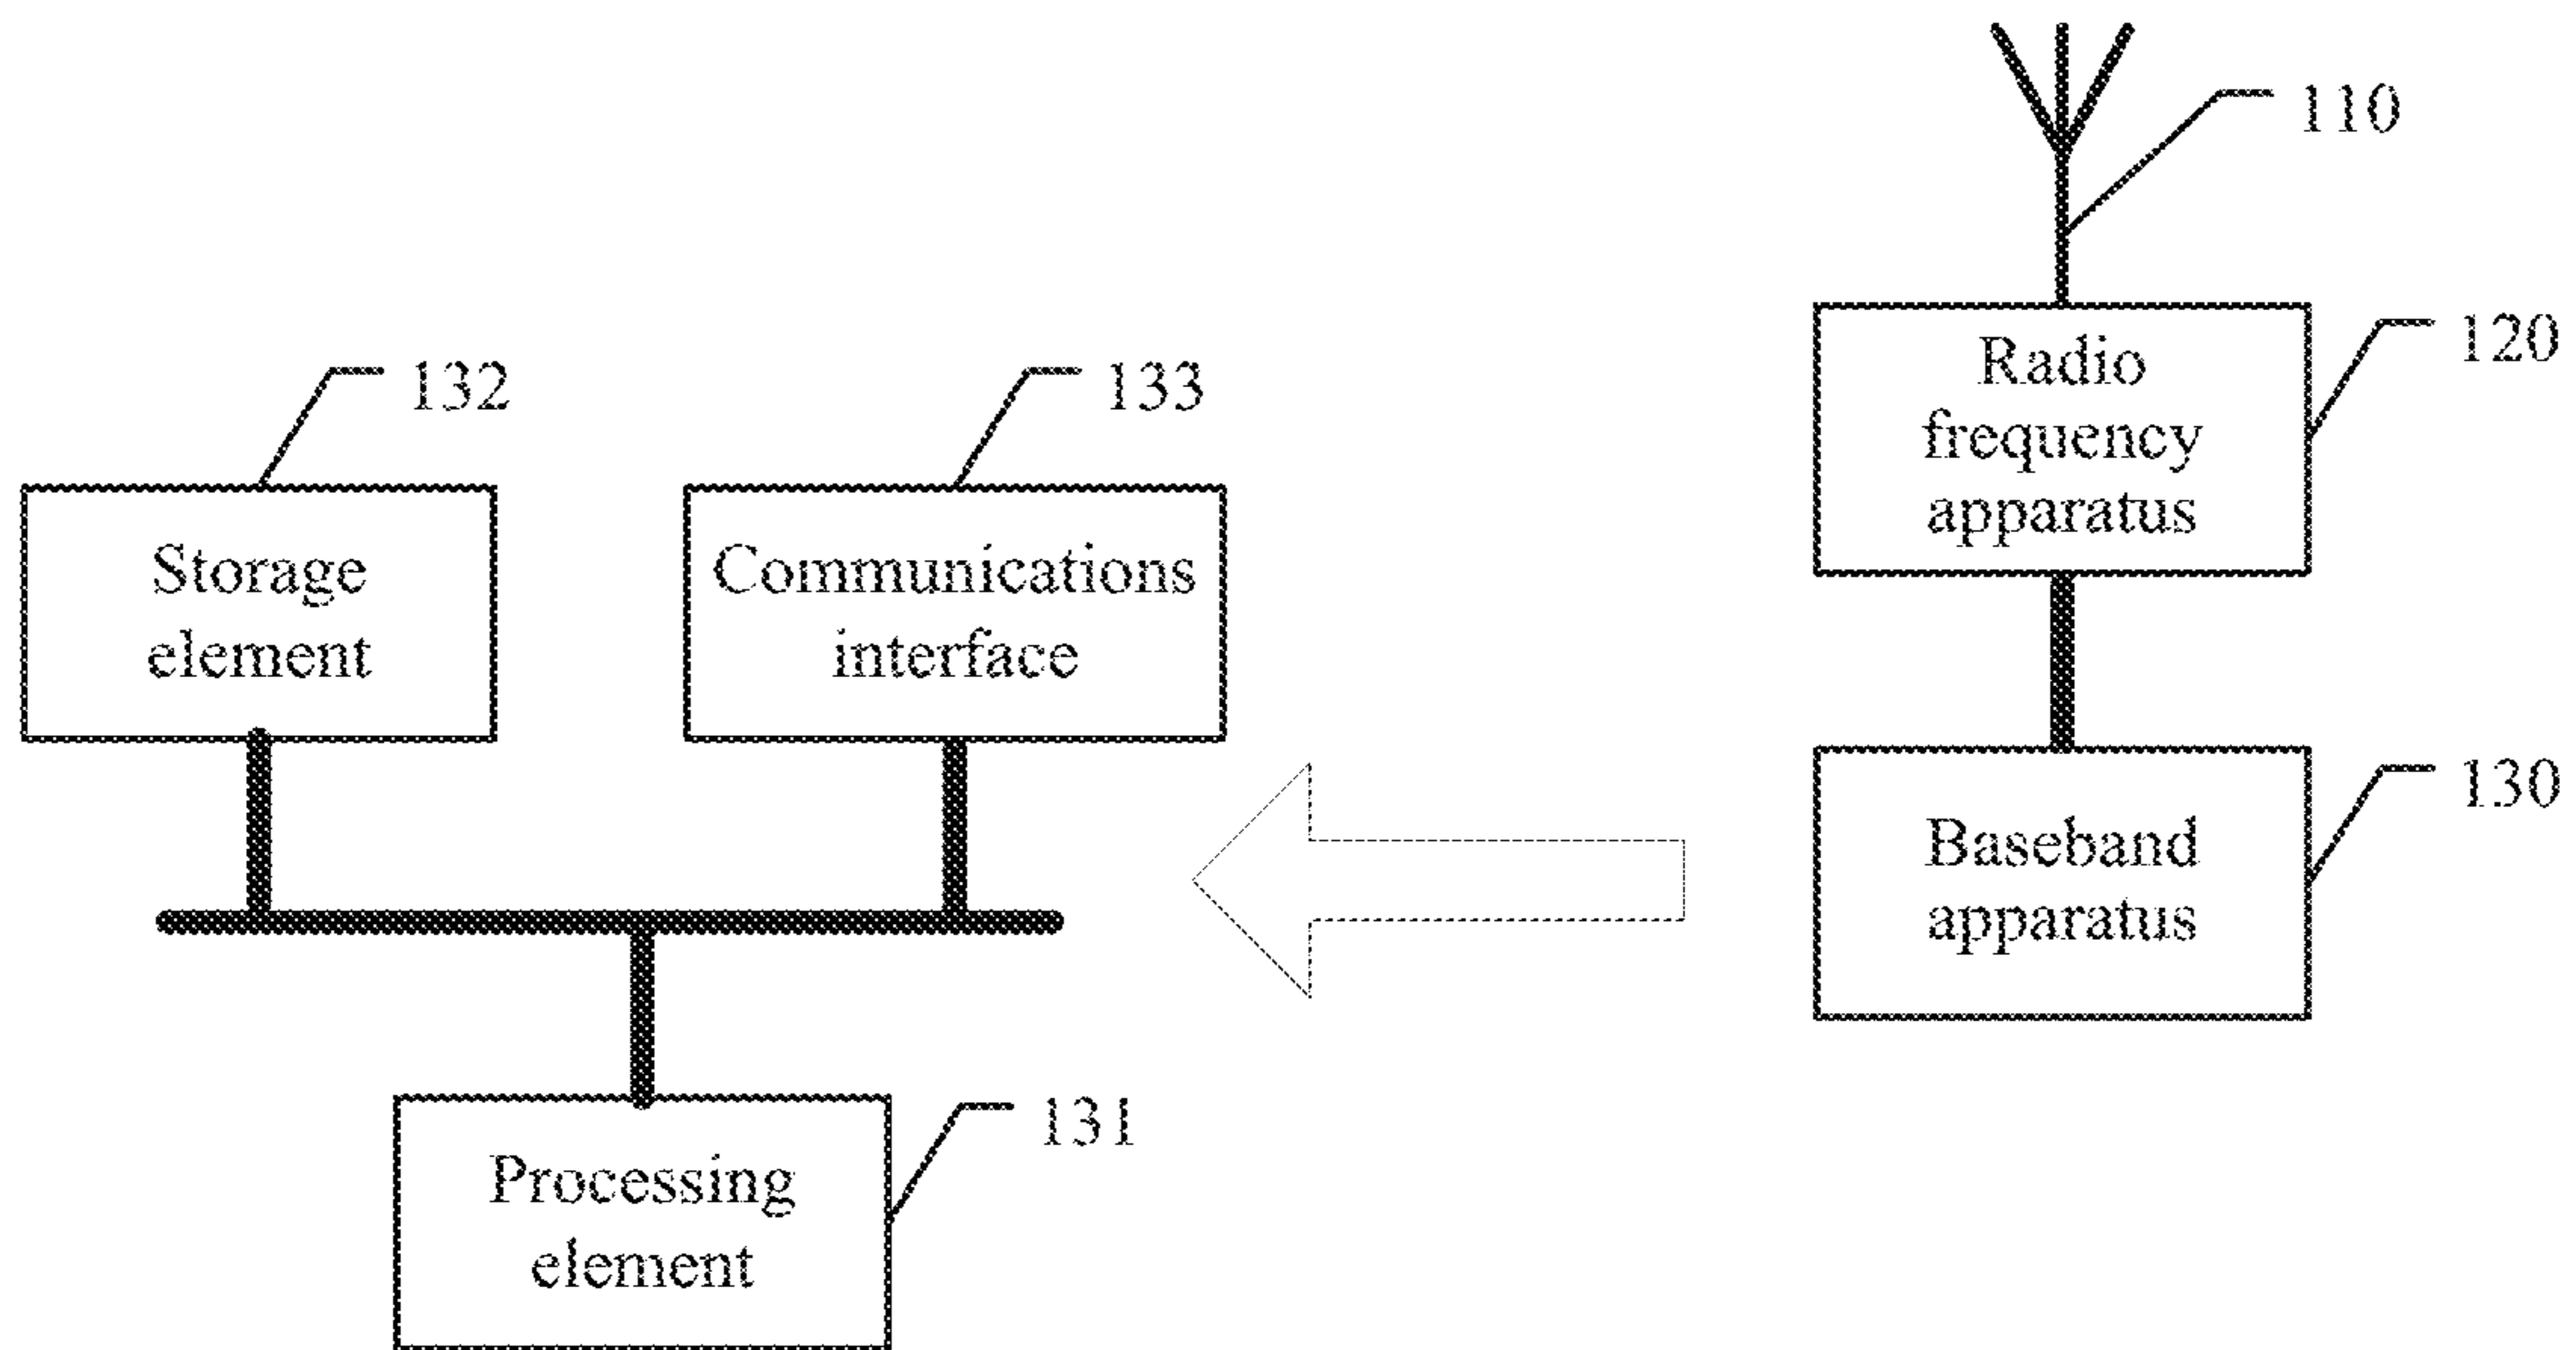 110
Radio
frequency
apparatus
120
132
133
Storage
element
Communications
interface
130
Baseband
apparatus
131
Processing
element